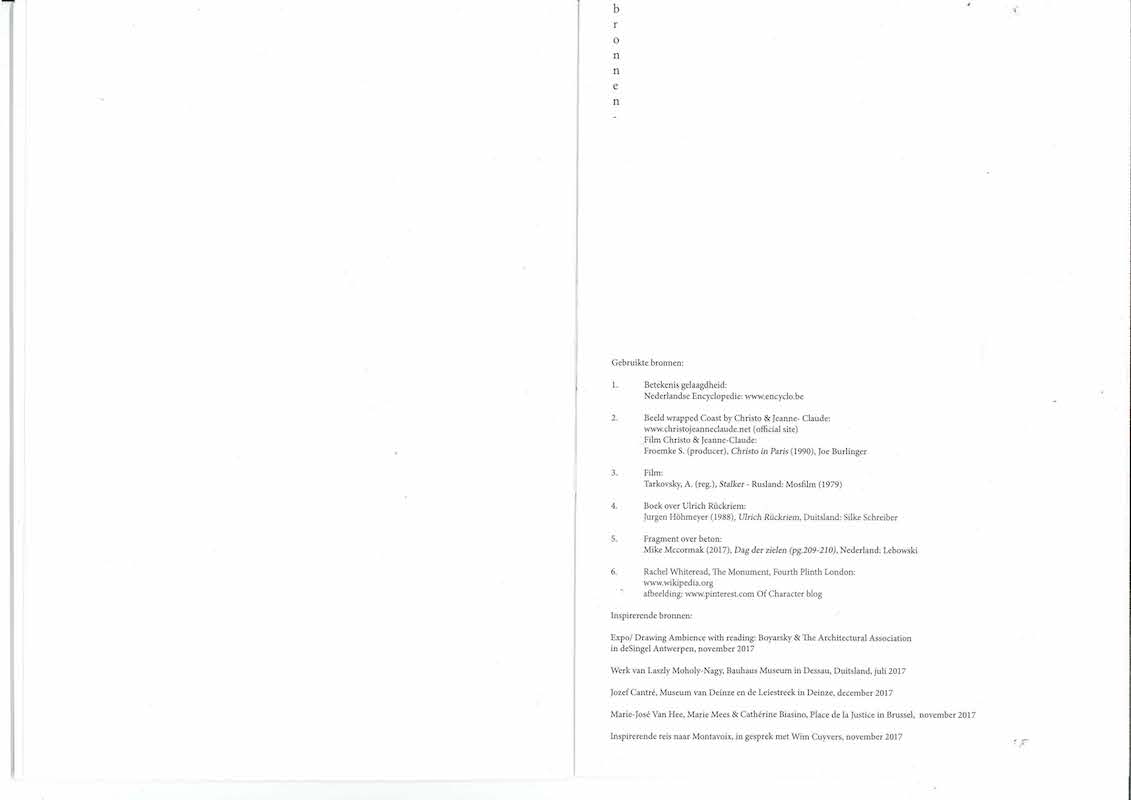 b
r
o
n
n
e
n
-
Gebruikte bronnen:
1. Betekenis gelaagdheid:
Nederlandse Encyclopedie: www.encyclo.be
2. Beeld wrapped Coast by Christo & Jeanne- Claude:
www.christojeanneclaude.net (official site)
Film Christo & Jeanne-Claude:
Froemke S. (producer), Christo in Paris (1990), Joe Burlinger
3. Film:
Tarkovsky, A. (reg.), Stalker - Rusland: Mosfilm (1979)
4. Boek over Ulrich Rückriem:
Jurgen Höhmeyer (1988), Ulrich Rückriem, Duitsland: Silke Schreiber
5. Fragment over beton:
Mike Mccormak (2017), Dag der zielen (pg.209-210), Nederland: Lebowski
6. Rachel Whiteread, The Monument, Fourth Plinth London:
www.wikipedia.org
afbeelding: www.pinterest.com Of Character blog
Inspirerende bronnen:
Expo/ Drawing Ambience with reading: Boyarsky & The Architectural Association
in deSingel Antwerpen, november 2017
Werk van Laszly Moholy-Nagy, Bauhaus Museum in Dessau, Duitsland, juli 2017
Jozef Cantré, Museum van Deinze en de Leiestreek in Deinze, december 2017
Marie-José Van Hee, Marie Mees & Cathérine Biasino, Place de la Justice in Brussel, november 2017
Inspirerende reis naar Montavoix, in gesprek met Wim Cuyvers, november 2017